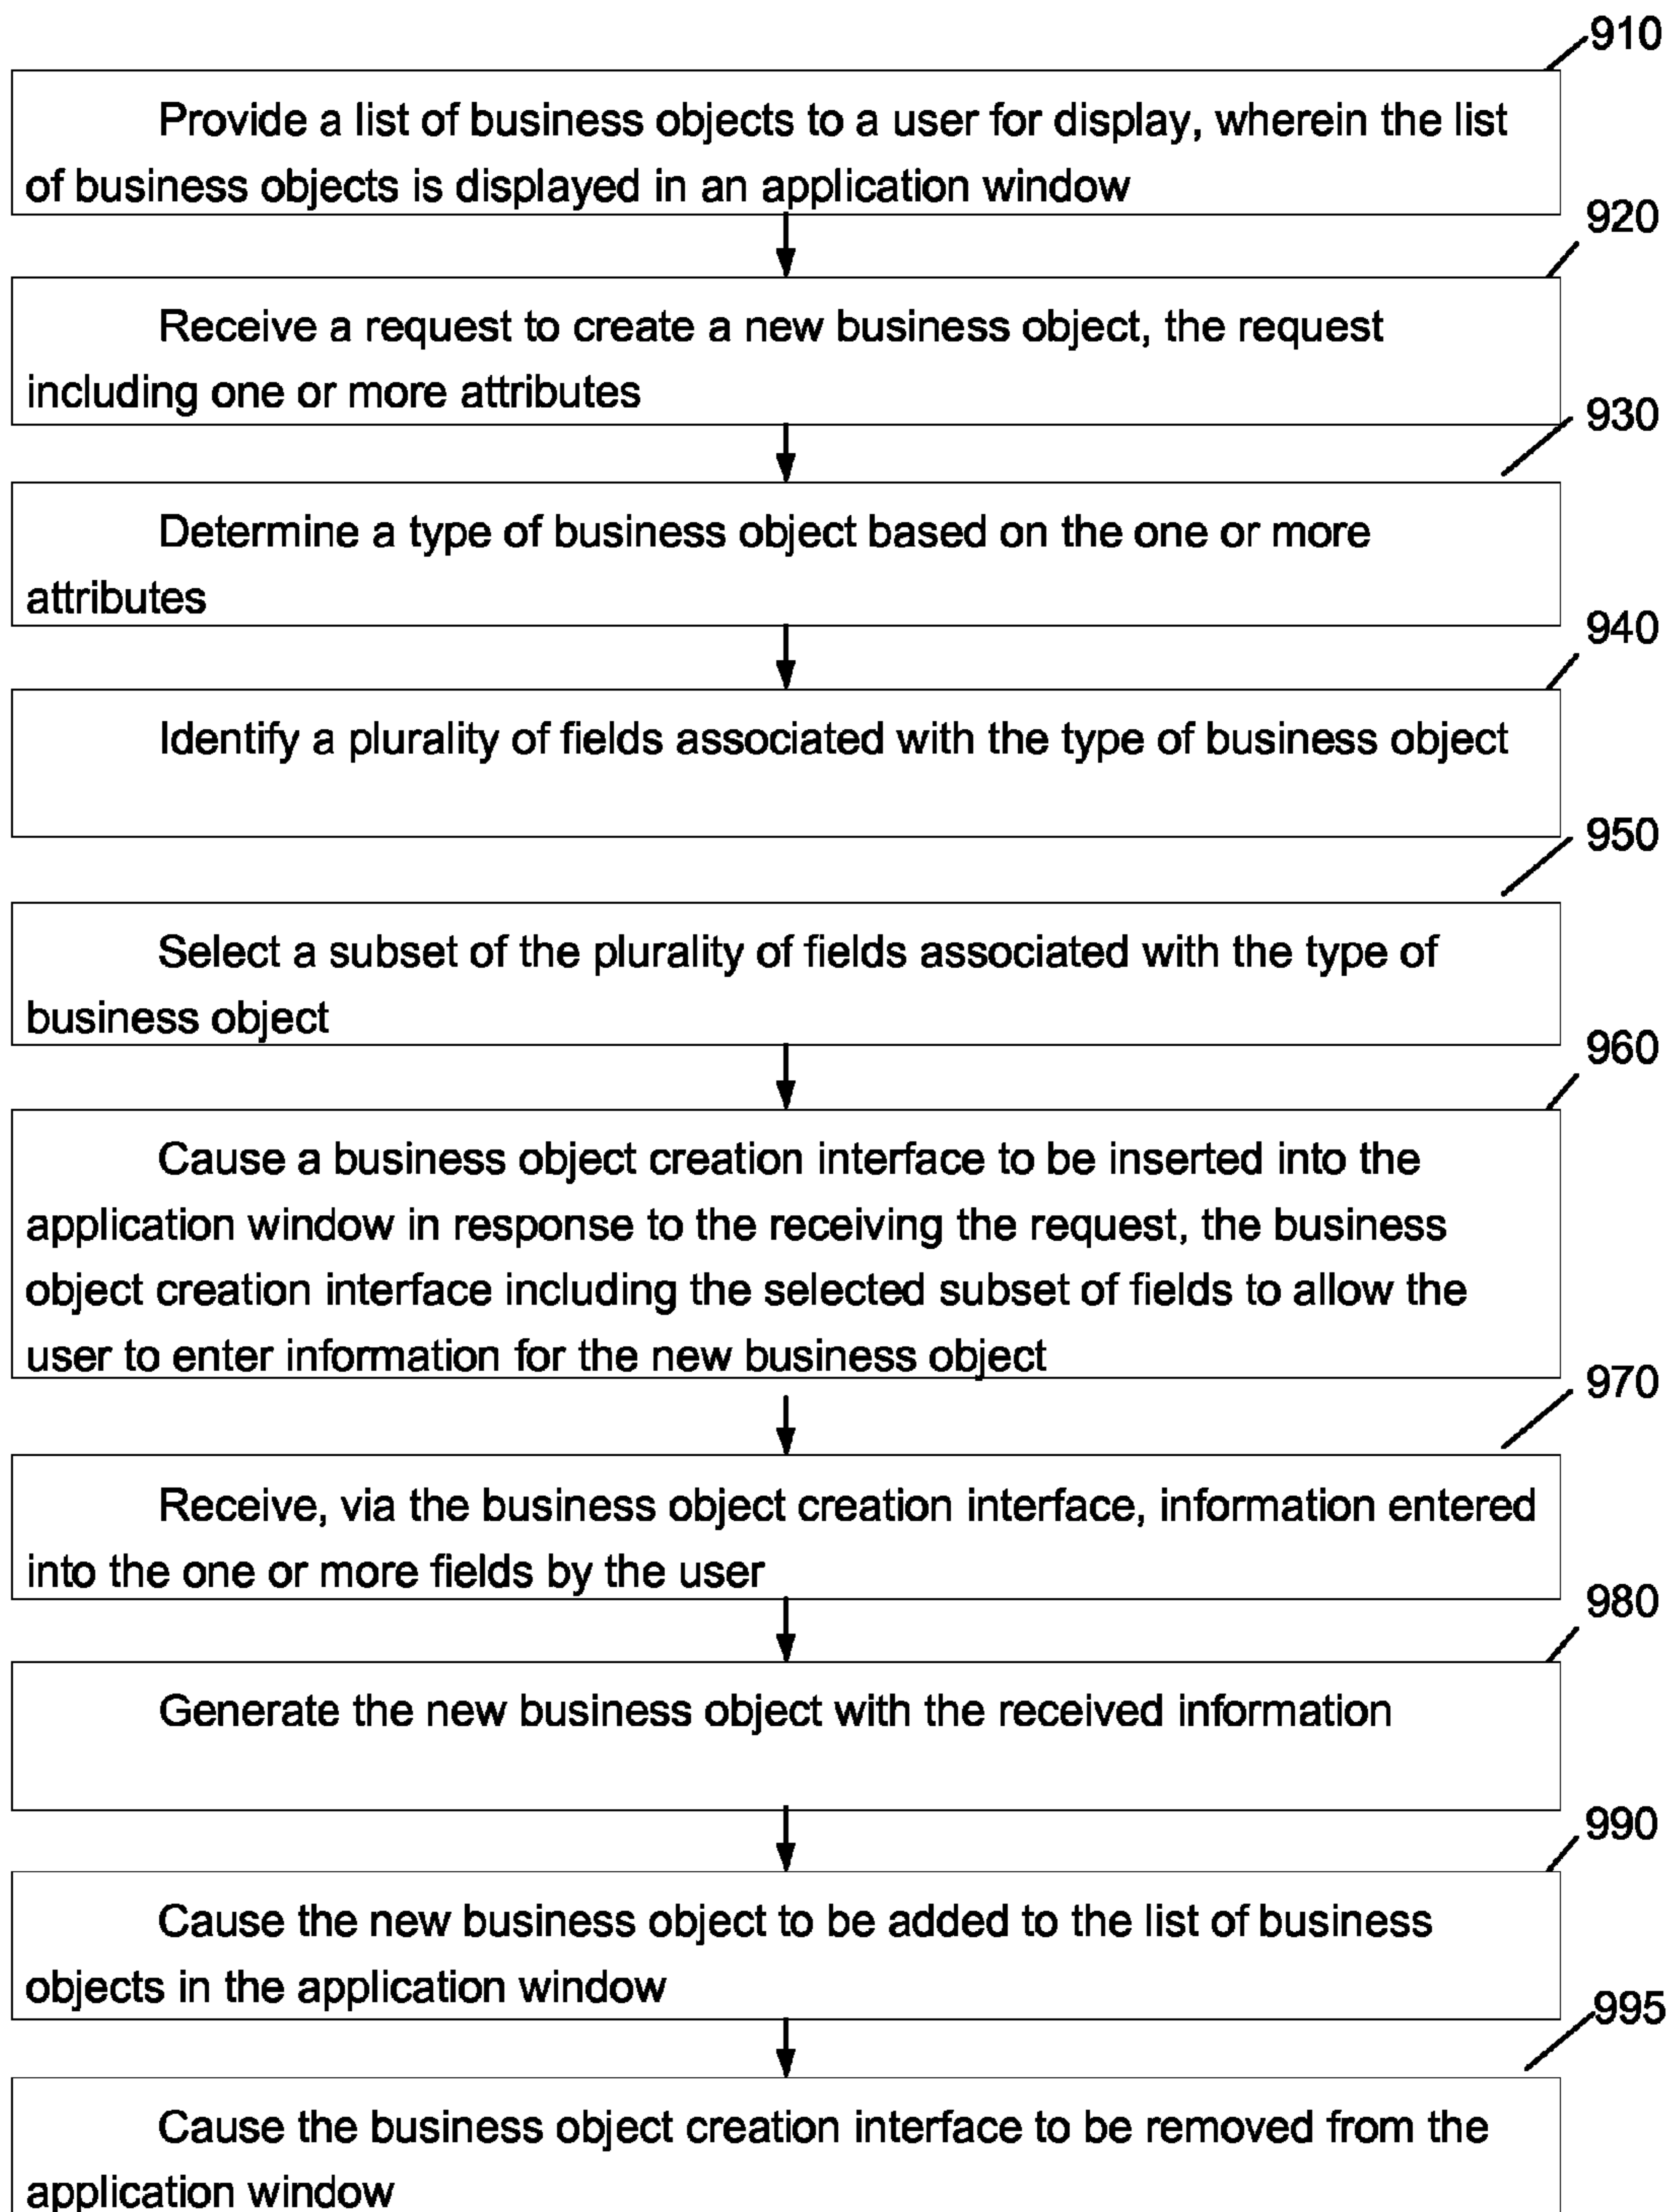 910
Provide a list of business objects to a user for display, wherein the list
of business objects is displayed in an application window
920
Receive a request to create a new business object, the request
including one or more attributes
930
Determine a type of business object based on the one or more
attributes
940
Identify a plurality of fields associated with the type of business object
950
Select a subset of the plurality of fields associated with the type of
business object
960
Cause a business object creation interface to be inserted into the
application window in response to the receiving the request, the business
object creation interface including the selected subset of fields to allow the
user to enter information for the new business object
970
Receive, via the business object creation interface, information entered
into the one or more fields by the user
980
Generate the new business object with the received information
990
Cause the new business object to be added to the list of business
objects in the application window
995
Cause the business object creation interface to be removed from the
application window